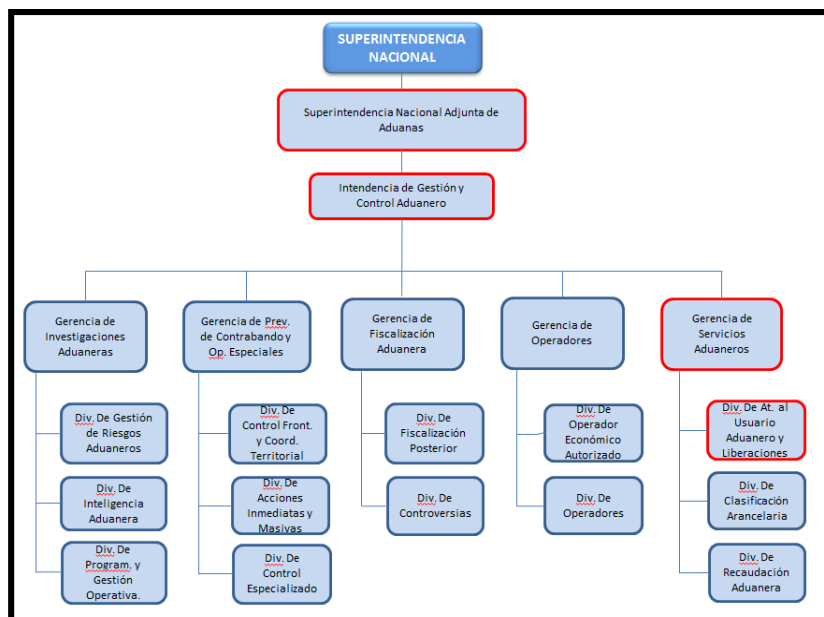 SUPERINTENDENCIA
NACIONAL
Superintendencia Nacional Adjunta de
Aduanas
Intendencia de Gestión y
Control Aduanero
Gerencia de
Investigaciones
Aduaneras
Gerencia de Prev.
de Contrabando y
Op. Especiales
Gerencia de
Fiscalización
Aduanera
Gerencia de
Operadores
Gerencia de
Servicios
Aduaneros
Div. De Gestión
de Riesgos
Aduaneros
Div. De
Inteligencia
Aduanera
Div. De
Program. y
Gestión
Operativa.
Div. De
Control Front.
y Coord.
Territorial
Div. De
Acciones
Inmediatas y
Masivas
Div. De
Control
Especializado
Div. De
Fiscalización
Posterior
Div. De
Controversias
Div. De
Operador
Económico
Autorizado
Div. De
Operadores
Div. De At. al
Usuario
Aduanero y
Liberaciones
Div. De
Clasificación
Arancelaria
Div. De
Recaudación
Aduanera